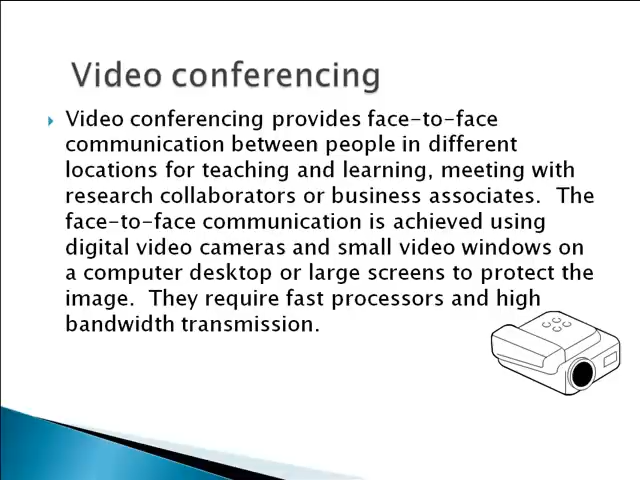 Video conferencing
Video conferencing provides face-to-face
communication between people in different
locations for teaching and learning, meeting with
research collaborators or business associates.  The
face-to-face communication is achieved using
digital video cameras and small video windows on
a computer desktop or large screens to protect the
image.  They require fast processors and high
bandwidth transmission.